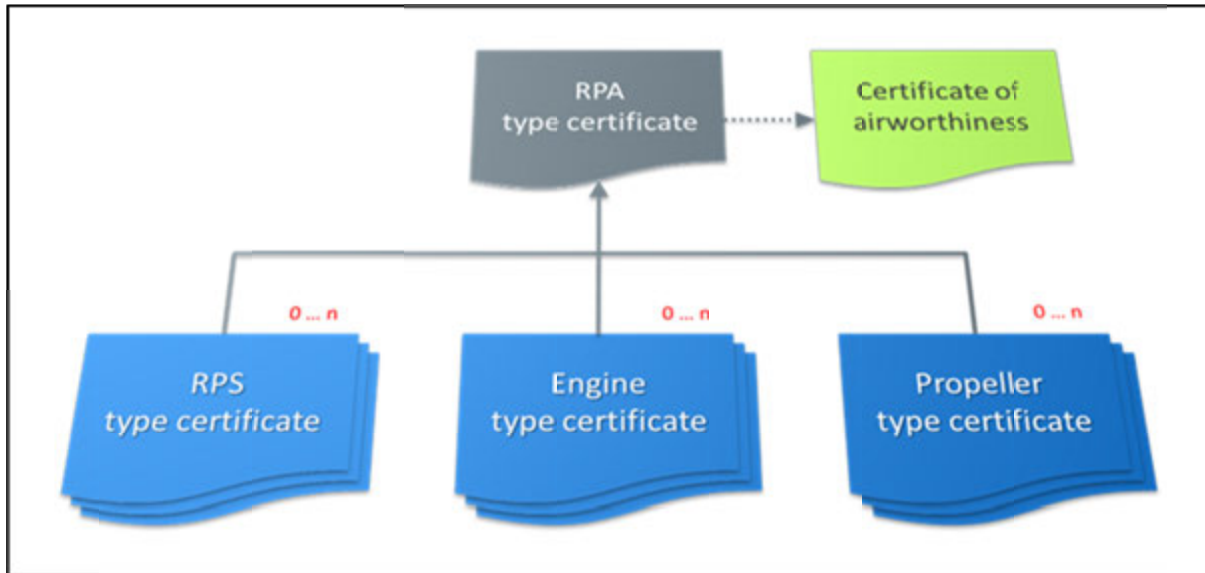 RPA
type certificate
Certificate of
airworthiness
0 ... n
0 ... n
0 ... n
RPS
type certificate
Engine
type certificate
Propeller
type certificate